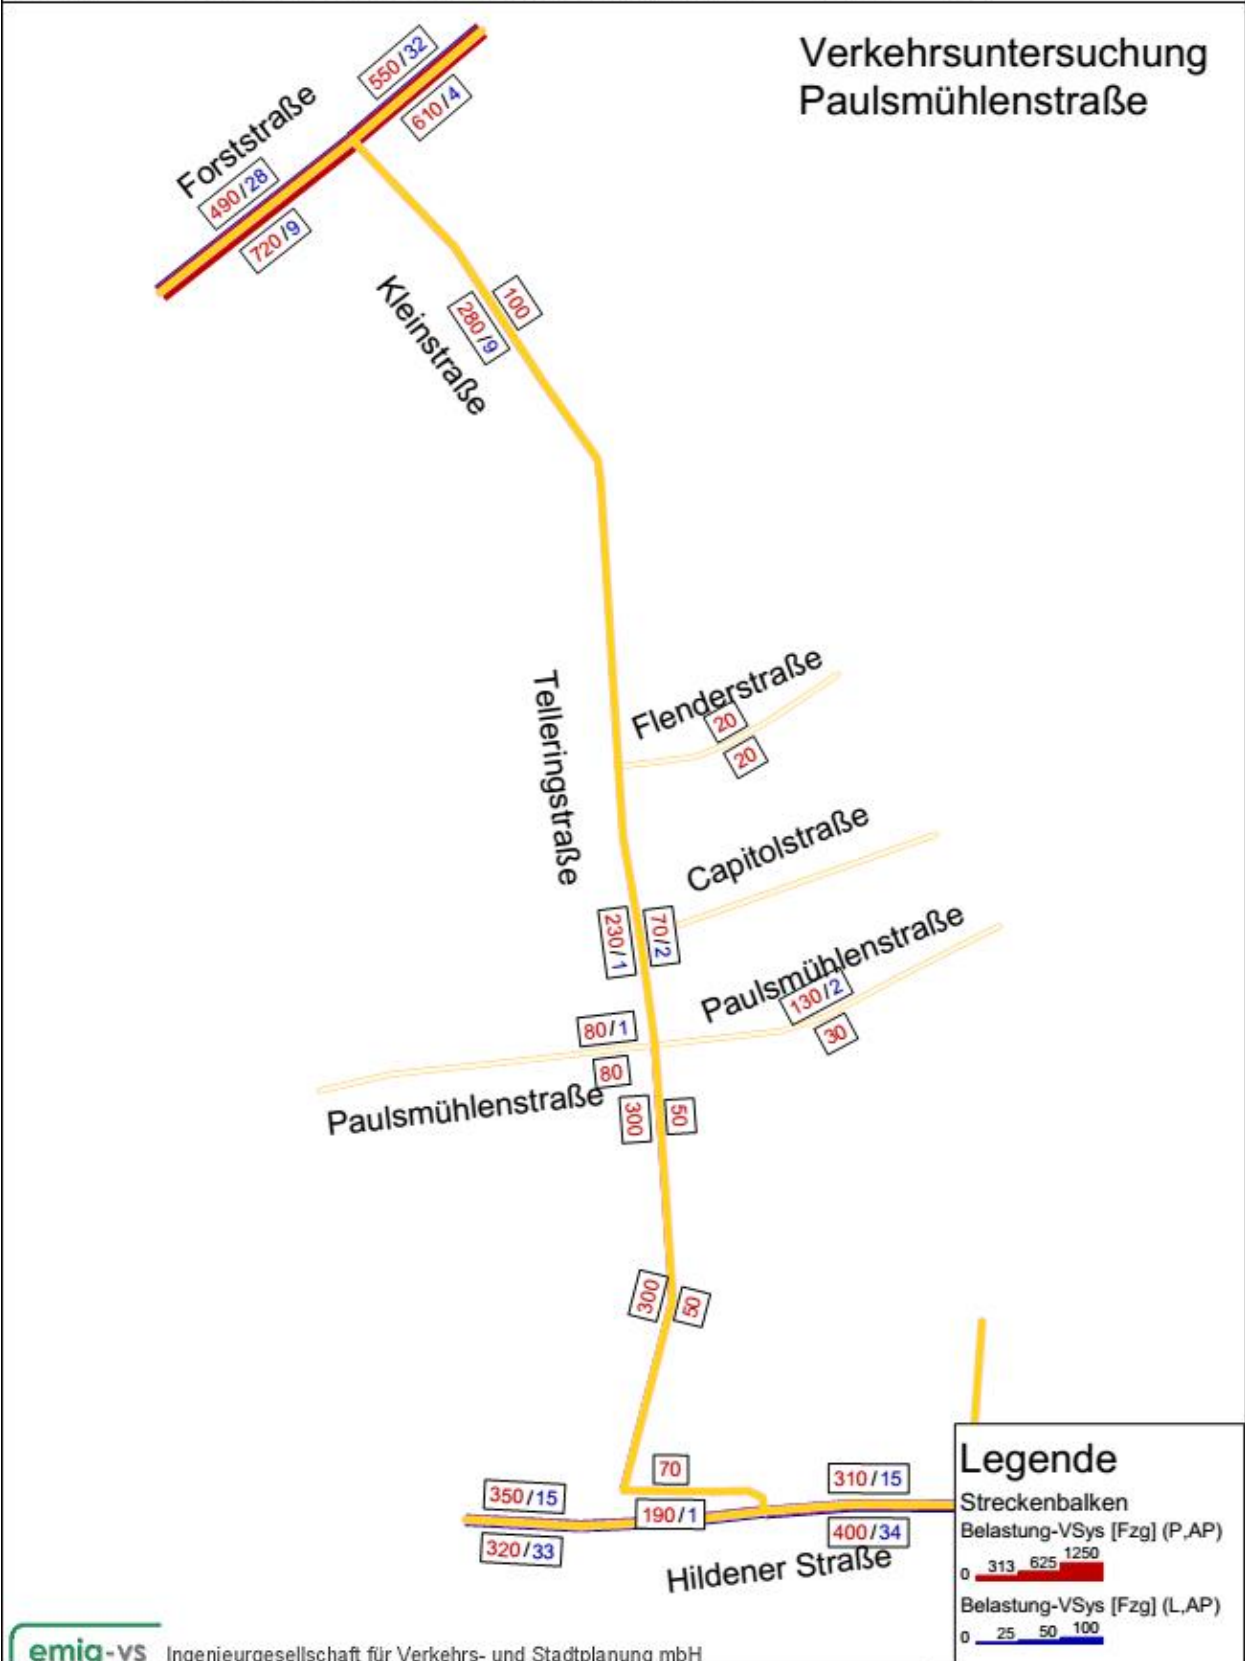 Verkehrsuntersuchung
Paulsmühlenstraße
550/32
610/4
Forststraße
490/28
720/9
Kleinstraße
100
280/9
Flenderstraße
20
20
Telleringstraße
Capitolstraße
230/1
70/2
Paulsmühlenstraße
130/2
30
80/1
80
Paulsmühlenstraße
300
50
300
50
70
350/15
190/1
310/15
320/33
400/34
Hildener Straße
Legende
Streckenbalken
Belastung-VSys [Fzg] (P,AP)
0 313 625 1250
Belastung-VSys [Fzg] (L,AP)
0 25 50 100
emig-vs Ingenieurgesellschaft für Verkehrs- und Stadtplanung mbH